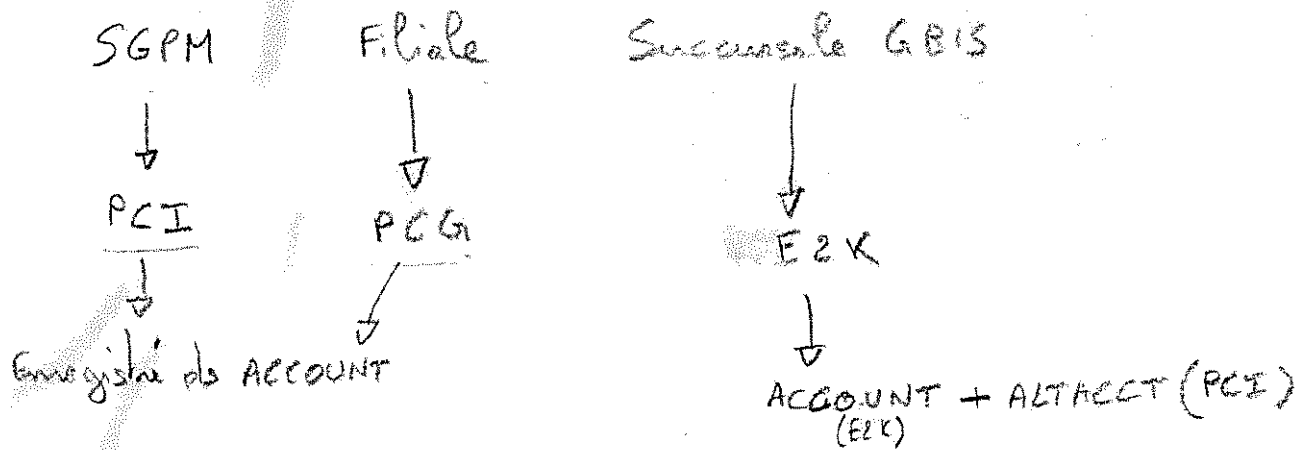 SGPM Filiale Succursale GBIS
PCI PCG E2K
Enregistré ds ACCOUNT
ACCOUNT + ALTACCT (PCI)
(E2K)